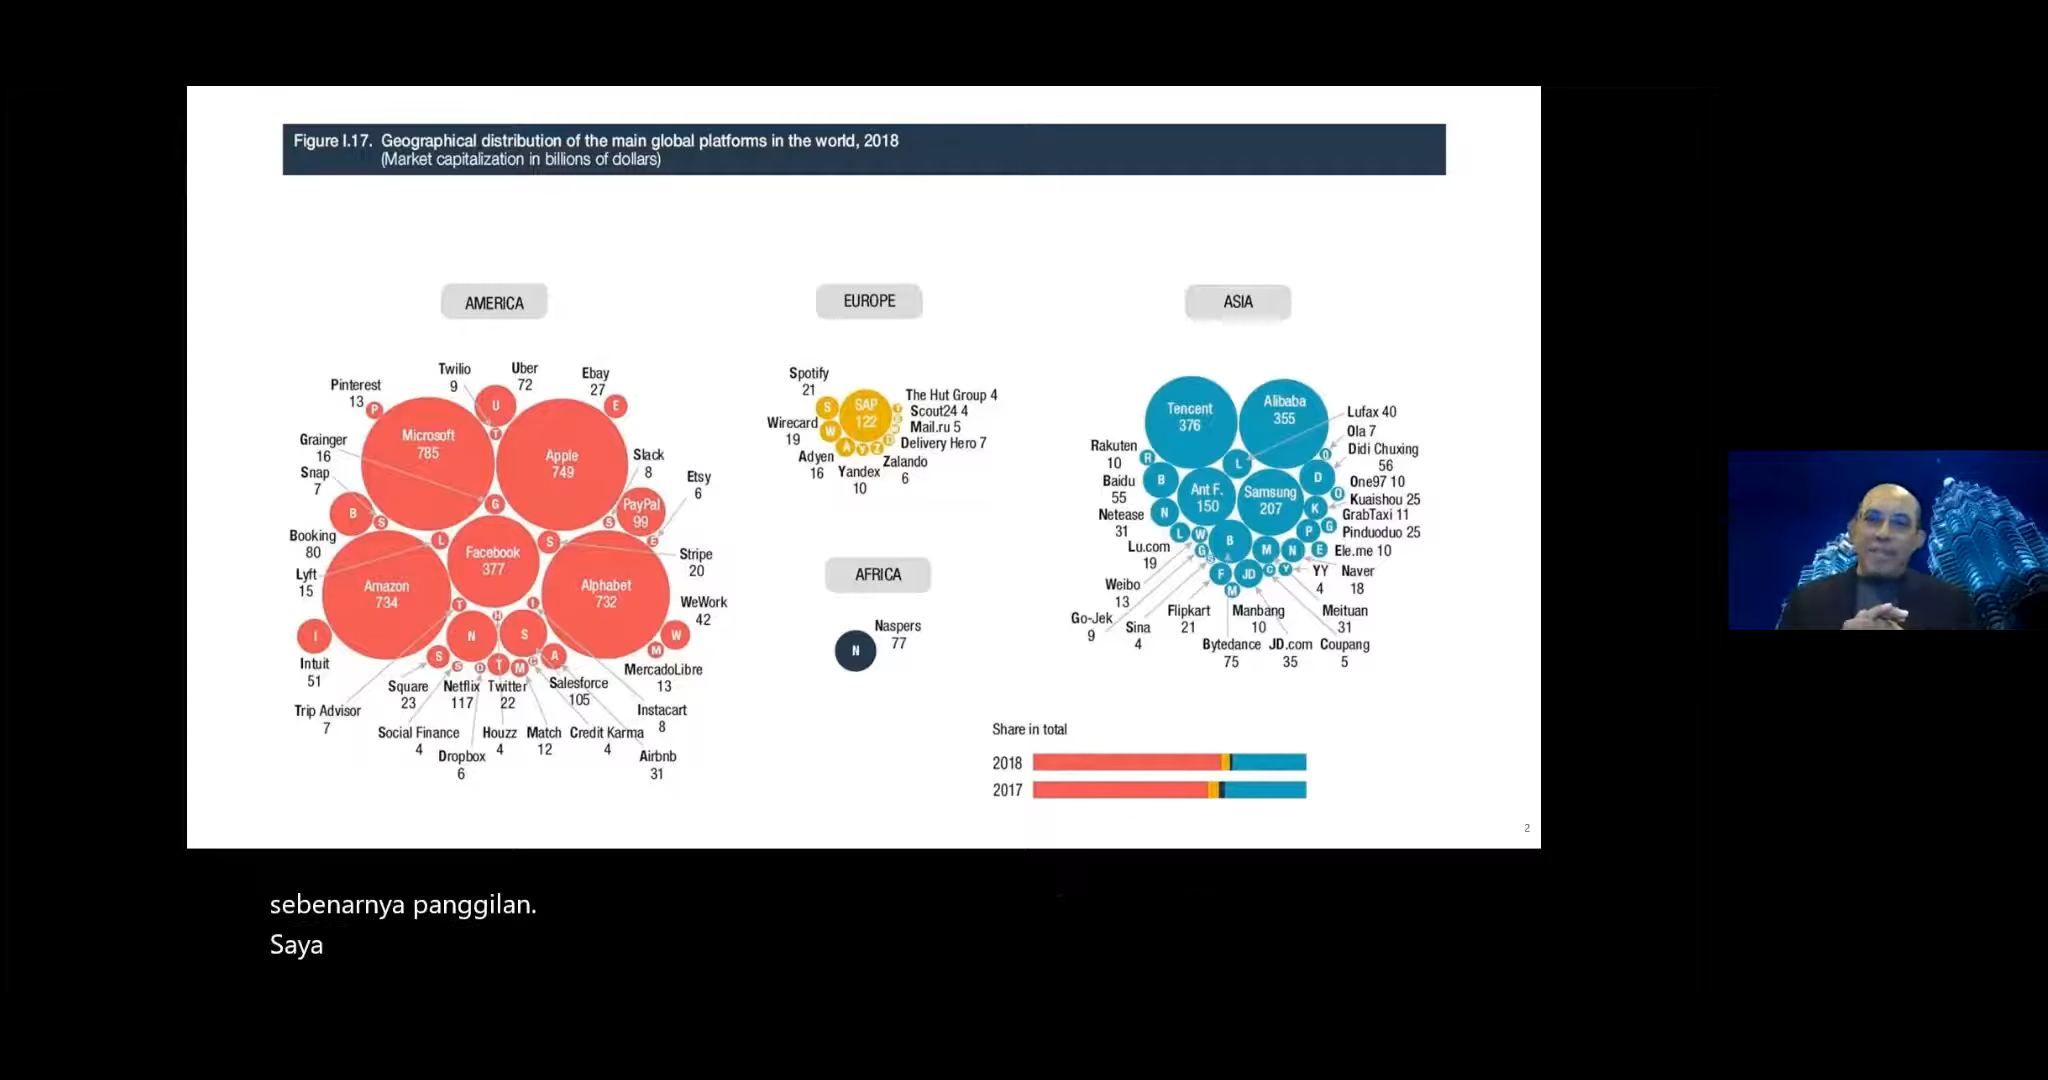 Figure I.17. Geographical distribution of the main global platforms in the world, 2018
(Market capitalization in billions of dollars)
AMERICA
Twilio
9
Uber
72
Ebay
27
Pinterest
13
P
U
E
T
Microsoft
785
Apple
749
Grainger
16
Snap
7
Slack
8
Etsy
6
G
B
S
S
PayPal
99
E
Booking
80
L
Facebook
377
S
Stripe
20
Lyft
15
Amazon
734
Alphabet
732
WeWork
42
T
H
I
I
N
S
W
M
S
S
D
T
M
C
A
Intuit
51
MercadoLibre
13
Square
23
Netflix
117
Twitter
22
Salesforce
105
Trip Advisor
7
Instacart
8
Social Finance
4
Houzz
4
Match
12
Credit Karma
4
Dropbox
6
Airbnb
31
EUROPE
Spotify
21
S
SAP
122
The Hut Group 4
Scout24 4
Mail.ru 5
Delivery Hero 7
Wirecard
19
W
A
Y
Z
D
Adyen
16
Yandex
10
Zalando
6
AFRICA
N
Naspers
77
ASIA
Tencent
376
Alibaba
355
Lufax 40
Ola 7
Didi Chuxing
56
One97 10
Kuaishou 25
GrabTaxi 11
Pinduoduo 25
Ele.me 10
Rakuten
10
R
L
O
Baidu
55
B
Ant F.
150
Samsung
207
D
O
Netease
31
N
K
L
W
B
P
G
G
M
N
E
Lu.com
19
S
F
JD
C
Y
M
YY
4
Naver
18
Weibo
13
Go-Jek
9
Sina
4
Flipkart
21
Manbang
10
Meituan
31
Bytedance
75
JD.com
35
Coupang
5
Share in total
2018
2017
2
sebenarnya panggilan.
Saya